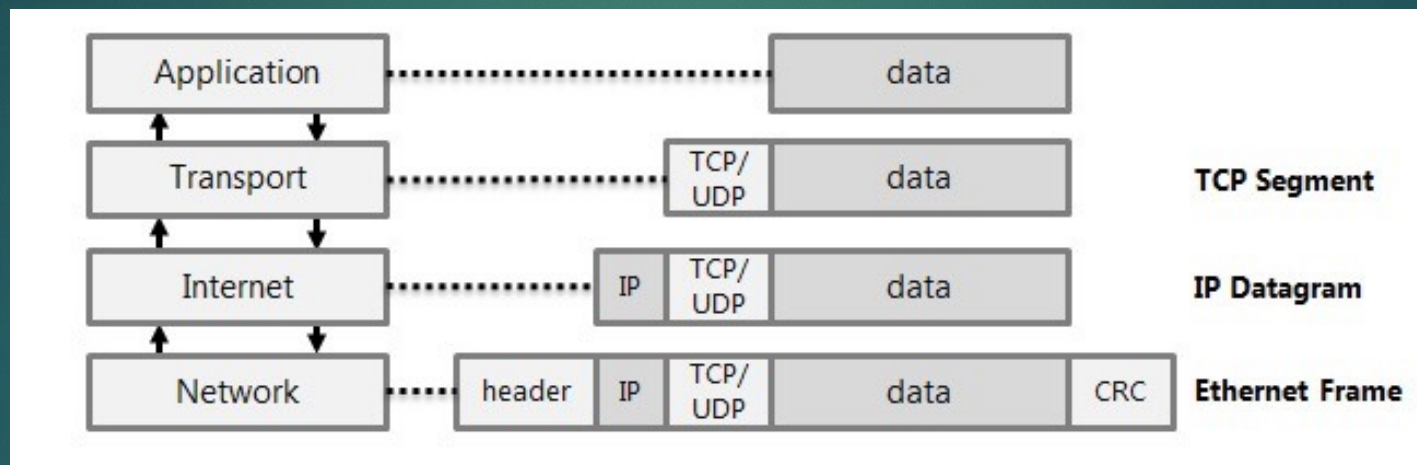 Application data
Transport TCP/ data TCP Segment
UDP
Internet IP TCP/ data IP Datagram
UDP
Network header IP TCP/ data CRC Ethernet Frame
UDP